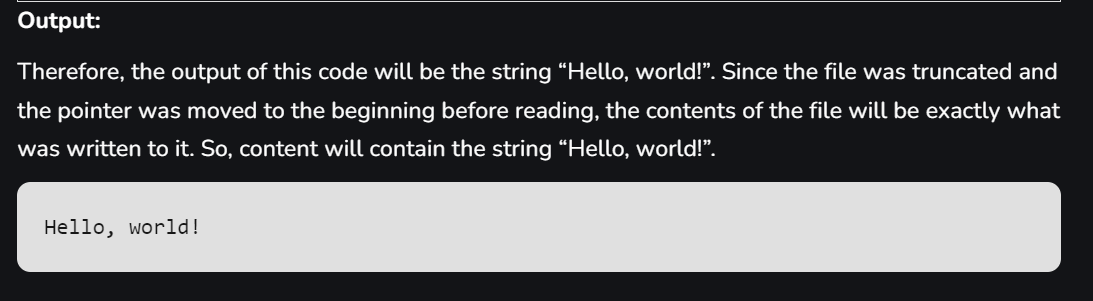 Output:
Therefore, the output of this code will be the string “Hello, world!”. Since the file was truncated and
the pointer was moved to the beginning before reading, the contents of the file will be exactly what
was written to it. So, content will contain the string “Hello, world!”.
Hello, world!